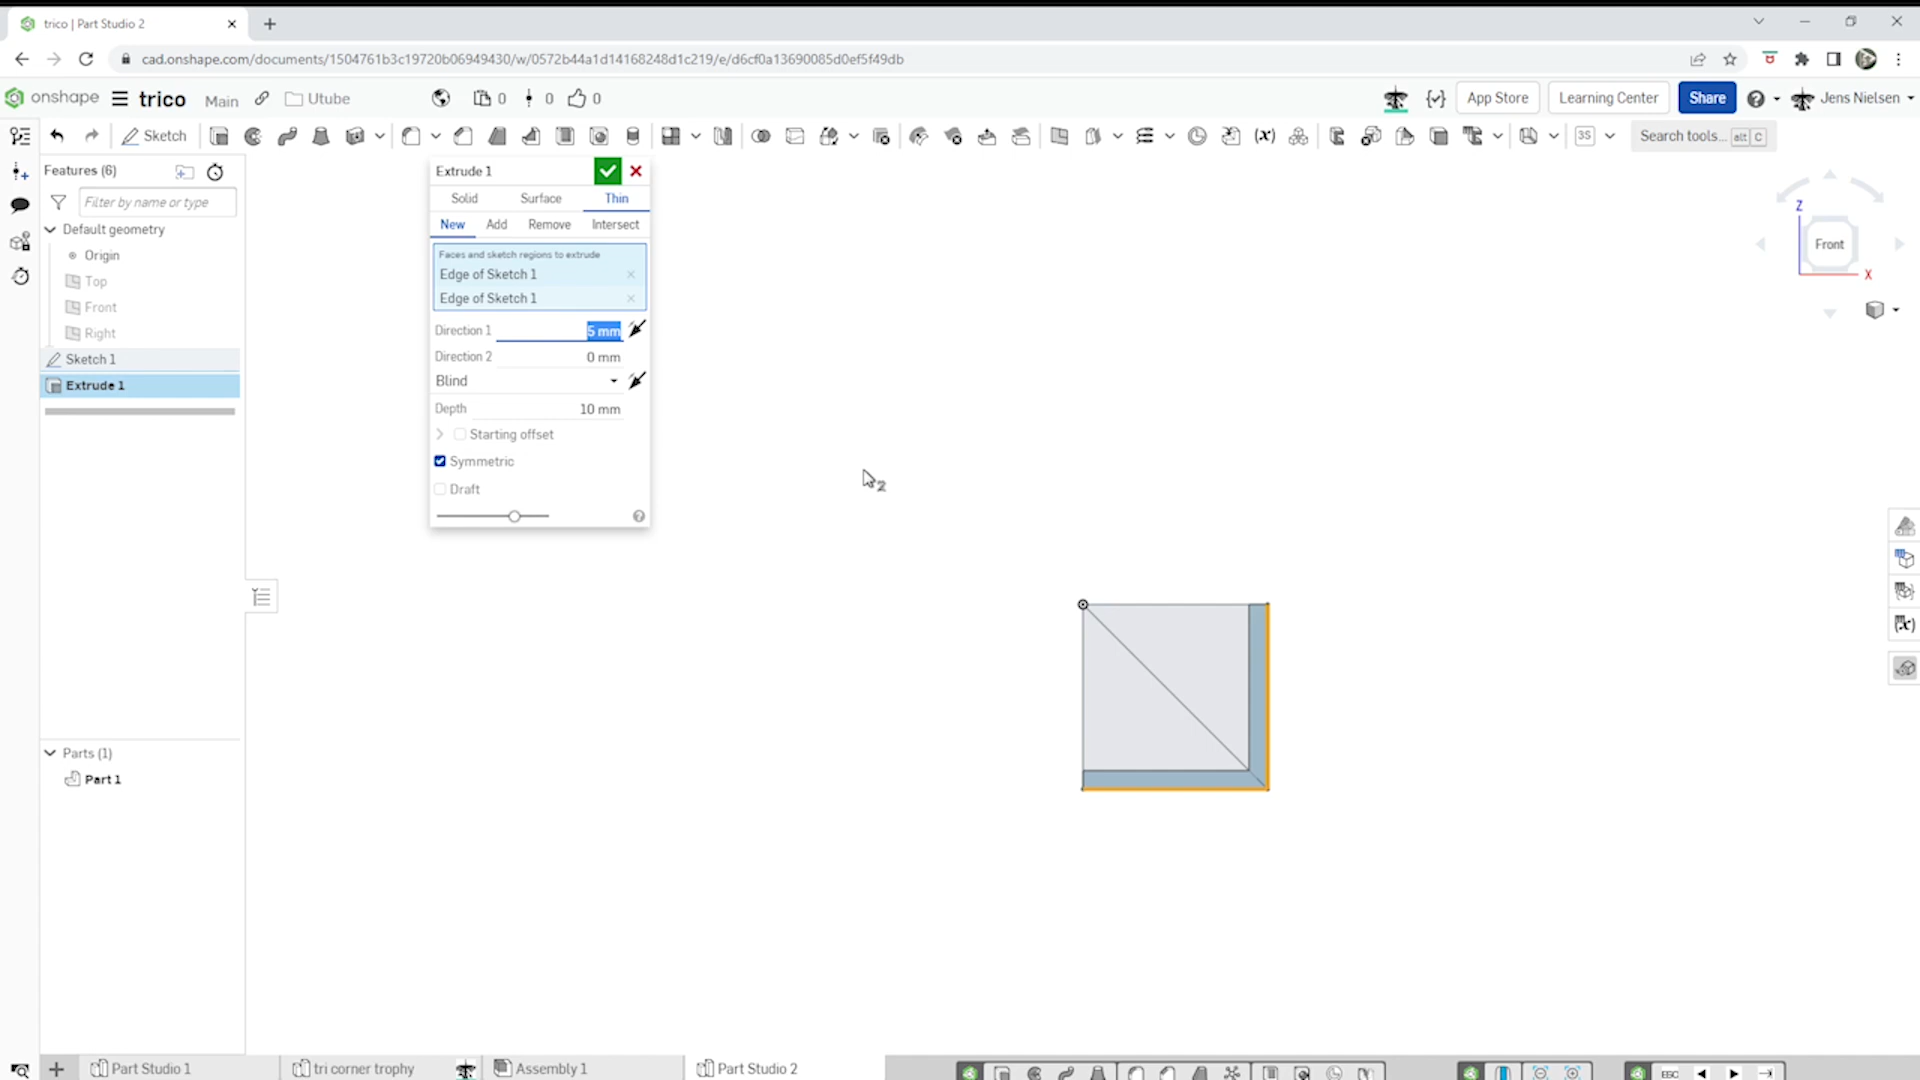 trico | Part Studio 2
cad.onshape.com/documents/1504761b3c19720b06949430/w/0572b44a1d14168248d1c219/e/d6cf0a13690085d0ef5f49db
onshape trico Main Utube 0 0 0 App Store Learning Center Share Jens Nielsen
Sketch (x) 3S Search tools... alt C
Features (6)
Filter by name or type
Default geometry
Origin
Top
Front
Right
Sketch 1
Extrude 1
Parts (1)
Part 1
Extrude 1
Solid Surface Thin
New Add Remove Intersect
Faces and sketch regions to extrude
Edge of Sketch 1
Edge of Sketch 1
Direction 1 5 mm
Direction 2 0 mm
Blind
Depth 10 mm
Starting offset
Symmetric
Draft
Z
Front
X
2
(x)
Part Studio 1 tri corner trophy Assembly 1 Part Studio 2 ESC